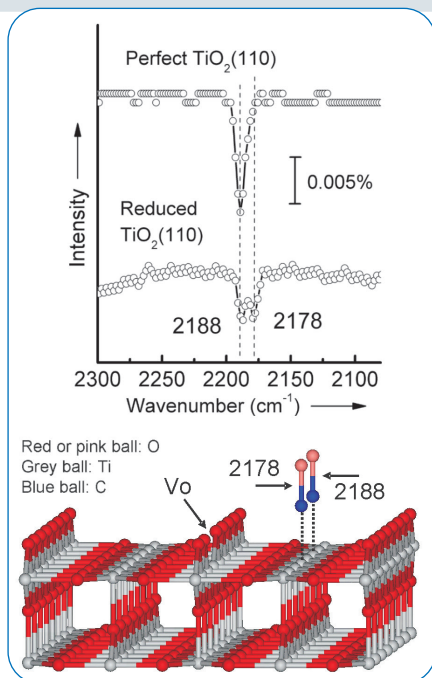 Perfect TiO₂(110)
0.005%
Reduced
TiO₂(110)
2188 2178
Intensity
2300 2250 2200 2150 2100
Wavenumber (cm⁻¹)
Red or pink ball: O
Grey ball: Ti
Blue ball: C
Vo
2178
2188